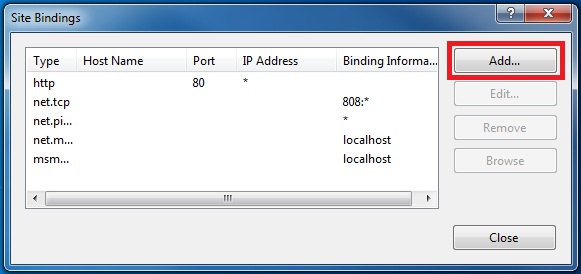 Site Bindings
Type Host Name Port IP Address Binding Informa...
http 80 *
net.tcp 808:*
net.pi... *
net.m... localhost
msm... localhost
Add...
Edit...
Remove
Browse
Close